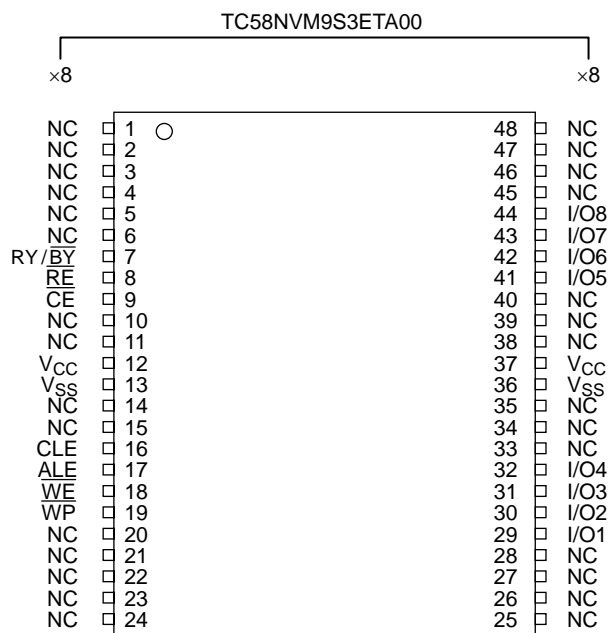 TC58NVM9S3ETA00
×8 ×8
NC 1 48 NC
NC 2 47 NC
NC 3 46 NC
NC 4 45 NC
NC 5 44 I/O8
NC 6 43 I/O7
RY/B̅Y̅ 7 42 I/O6
R̅E̅ 8 41 I/O5
C̅E̅ 9 40 NC
NC 10 39 NC
NC 11 38 NC
VCC 12 37 VCC
VSS 13 36 VSS
NC 14 35 NC
NC 15 34 NC
CLE 16 33 NC
ALE 17 32 I/O4
W̅E̅ 18 31 I/O3
W̅P̅ 19 30 I/O2
NC 20 29 I/O1
NC 21 28 NC
NC 22 27 NC
NC 23 26 NC
NC 24 25 NC